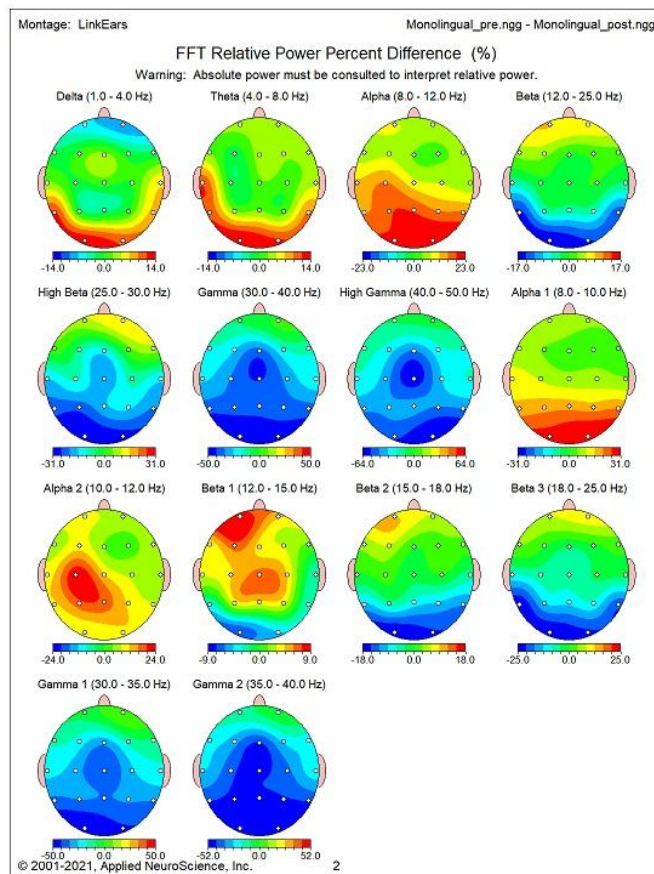 Montage: LinkEars Monolingual_pre.ngg - Monolingual_post.ngg
FFT Relative Power Percent Difference (%)
Warning: Absolute power must be consulted to interpret relative power.
Delta (1.0 - 4.0 Hz) Theta (4.0 - 8.0 Hz) Alpha (8.0 - 12.0 Hz) Beta (12.0 - 25.0 Hz)
-14.0 0.0 14.0 -14.0 0.0 14.0 -23.0 0.0 23.0 -17.0 0.0 17.0
High Beta (25.0 - 30.0 Hz) Gamma (30.0 - 40.0 Hz) High Gamma (40.0 - 50.0 Hz) Alpha 1 (8.0 - 10.0 Hz)
-31.0 0.0 31.0 -50.0 0.0 50.0 -64.0 0.0 64.0 -31.0 0.0 31.0
Alpha 2 (10.0 - 12.0 Hz) Beta 1 (12.0 - 15.0 Hz) Beta 2 (15.0 - 18.0 Hz) Beta 3 (18.0 - 25.0 Hz)
-24.0 0.0 24.0 -9.0 0.0 9.0 -18.0 0.0 18.0 -25.0 0.0 25.0
Gamma 1 (30.0 - 35.0 Hz) Gamma 2 (35.0 - 40.0 Hz)
-50.0 0.0 50.0 -52.0 0.0 52.0
© 2001-2021, Applied NeuroScience, Inc. 2